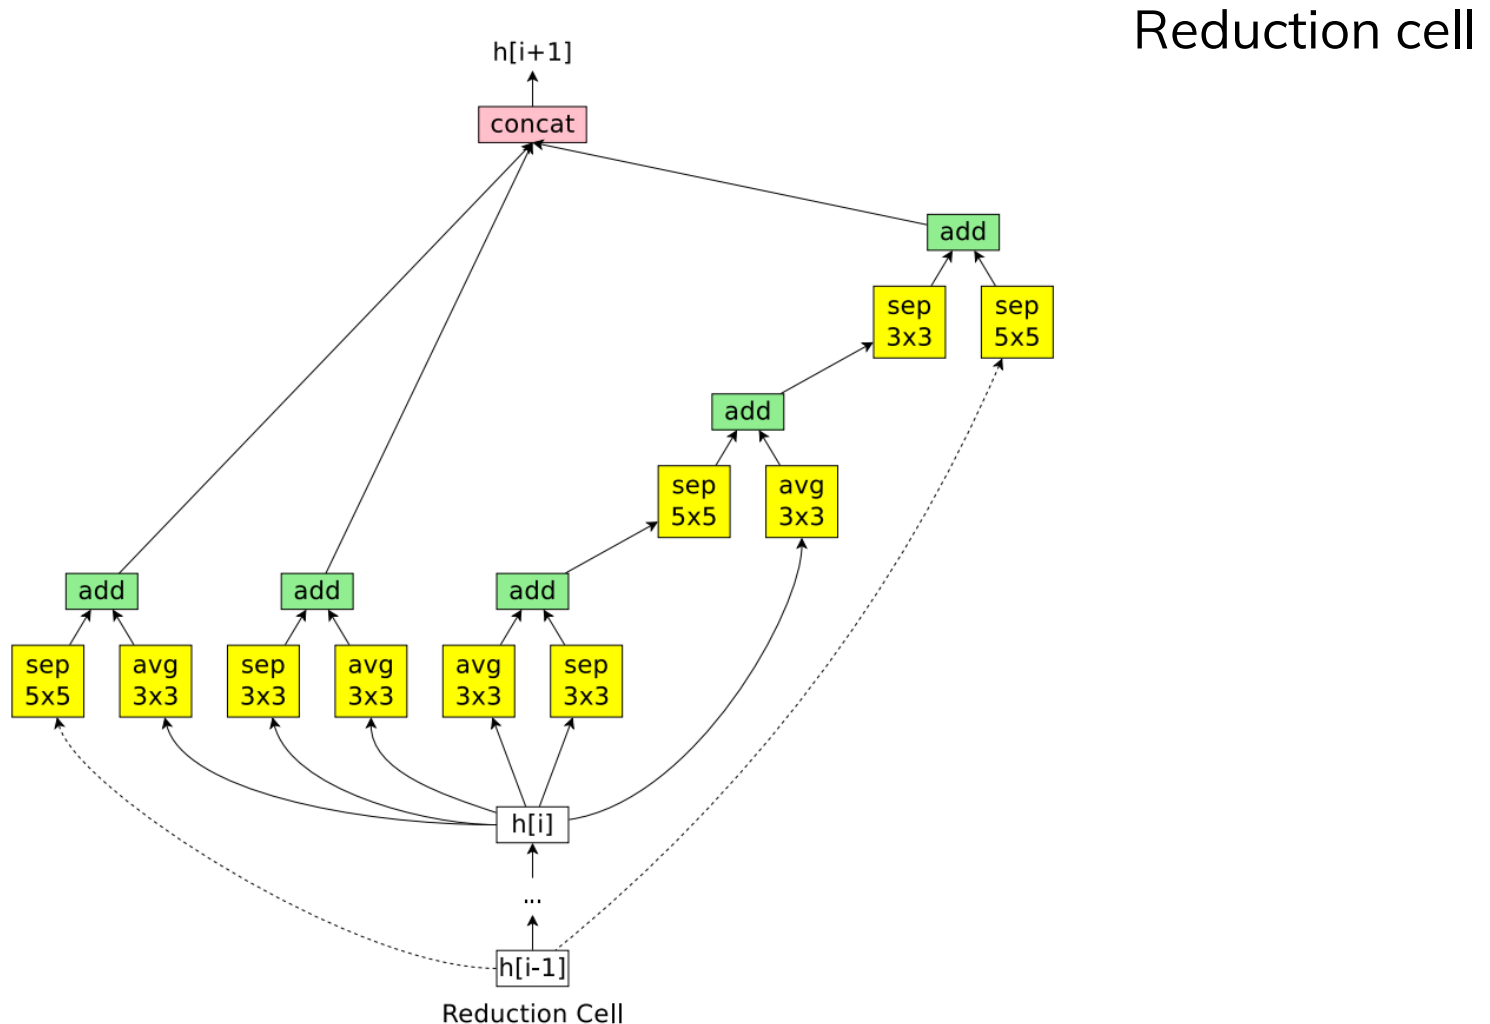 Reduction cell
h[i+1]
concat
add
sep
3x3
sep
5x5
add
sep
5x5
avg
3x3
add
add
add
sep
5x5
avg
3x3
sep
3x3
avg
3x3
avg
3x3
sep
3x3
h[i]
...
h[i-1]
Reduction Cell